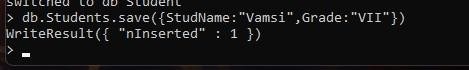 switched to db Student
> db.Students.save({StudName:"Vamsi",Grade:"VII"})
WriteResult({ "nInserted" : 1 })
>